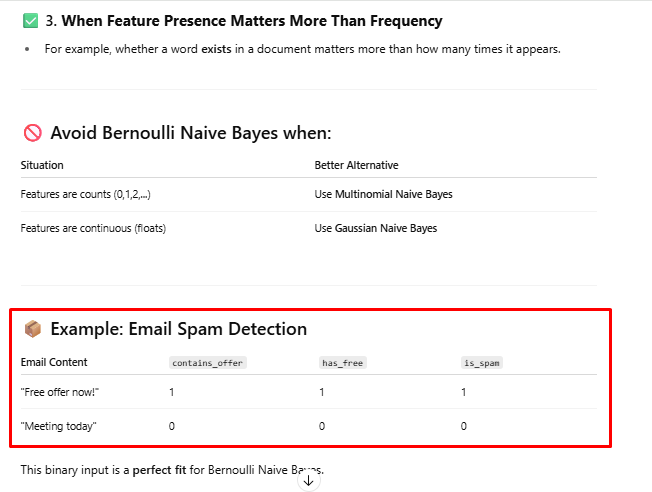 ✅ 3. When Feature Presence Matters More Than Frequency
• For example, whether a word exists in a document matters more than how many times it appears.
🚫 Avoid Bernoulli Naive Bayes when:
Situation Better Alternative
Features are counts (0,1,2,...) Use Multinomial Naive Bayes
Features are continuous (floats) Use Gaussian Naive Bayes
📦 Example: Email Spam Detection
Email Content contains_offer has_free is_spam
"Free offer now!" 1 1 1
"Meeting today" 0 0 0
This binary input is a perfect fit for Bernoulli Naive Bayes.